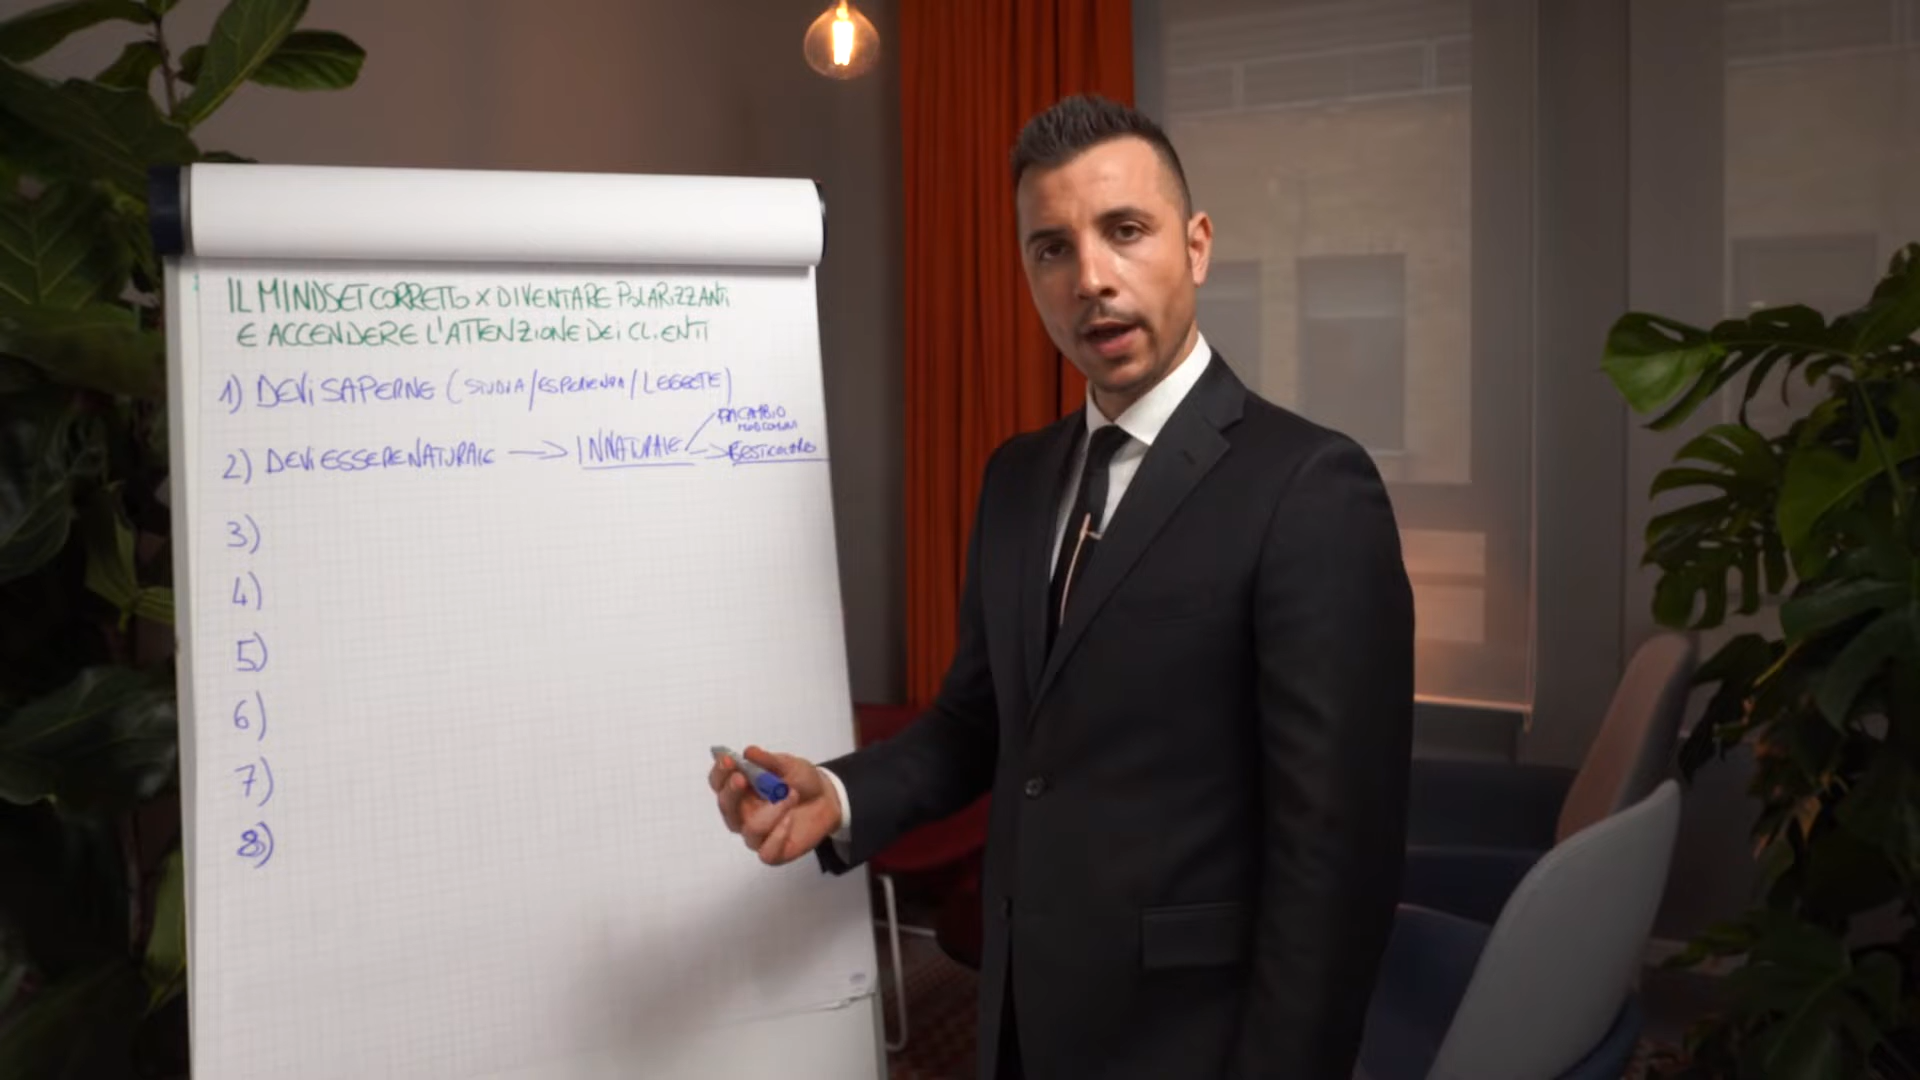 IL MINDSET CORRETTO X DIVENTARE POLARIZZANTI
E ACCENDERE L'ATTENZIONE DEI CLIENTI
1) DEVI SAPERNE (STUDIA/ESPERIENZA/LEGGETE)
2) DEVI ESSERE NATURALE → INNATURALE
3)
4)
5)
6)
7)
8)